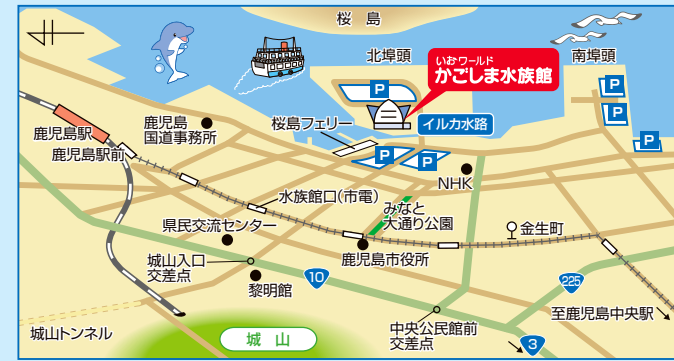 桜 島
北埠頭
南埠頭
いおワールド
かごしま水族館
P
P
P
P
イルカ水路
P
P
P
鹿児島
国道事務所
桜島フェリー
鹿児島駅
鹿児島駅前
NHK
水族館口(市電)
みなと
大通り公園
県民交流センター
金生町
城山入口
交差点
鹿児島市役所
10
黎明館
225
至鹿児島中央駅
城山トンネル
城 山
中央公民館前
交差点
3